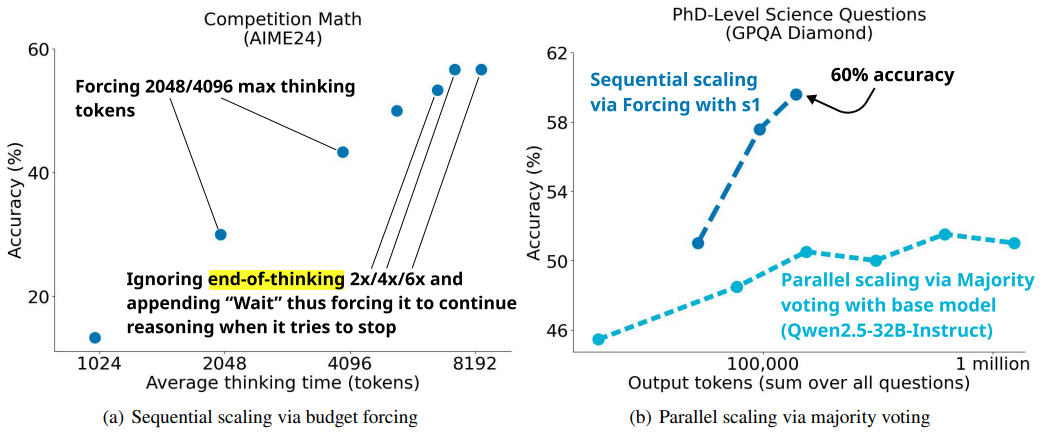 Competition Math
(AIME24)
60
40
20
Accuracy (%)
Forcing 2048/4096 max thinking
tokens
Ignoring end-of-thinking 2x/4x/6x and
appending “Wait” thus forcing it to continue
reasoning when it tries to stop
1024 2048 4096 8192
Average thinking time (tokens)
(a) Sequential scaling via budget forcing
PhD-Level Science Questions
(GPQA Diamond)
62
58
54
50
46
Accuracy (%)
Sequential scaling
via Forcing with s1
60% accuracy
Parallel scaling via Majority
voting with base model
(Qwen2.5-32B-Instruct)
100,000 1 million
Output tokens (sum over all questions)
(b) Parallel scaling via majority voting